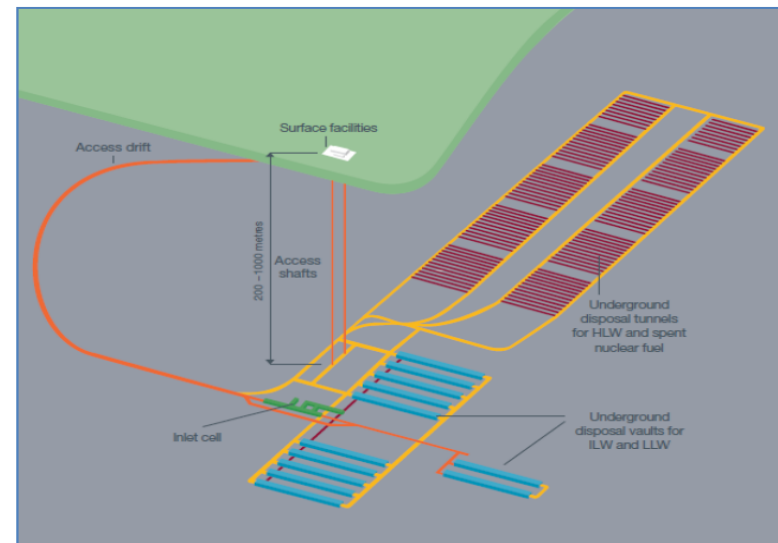 Surface facilities
Access drift
200 – 1000 metres
Access
shafts
Underground
disposal tunnels
for HLW and spent
nuclear fuel
Inlet cell
Underground
disposal vaults for
ILW and LLW